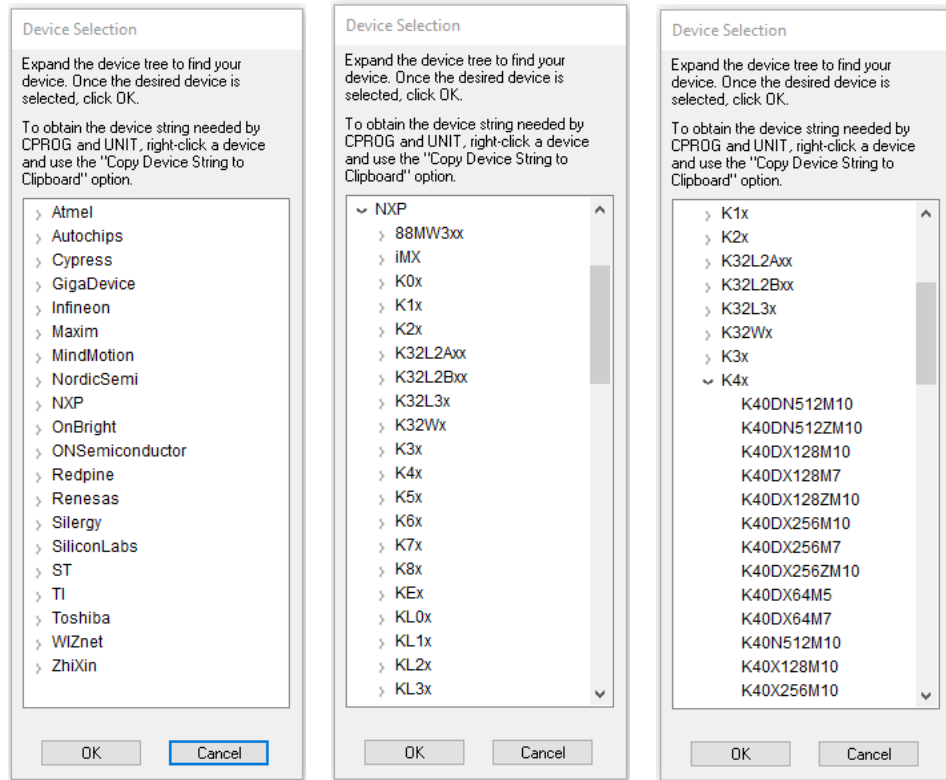 Device Selection
Expand the device tree to find your
device. Once the desired device is
selected, click OK.
To obtain the device string needed by
CPROG and UNIT, right-click a device
and use the "Copy Device String to
Clipboard" option.
Atmel
Autochips
Cypress
GigaDevice
Infineon
Maxim
MindMotion
NordicSemi
NXP
OnBright
ONSemiconductor
Redpine
Renesas
Silergy
SiliconLabs
ST
TI
Toshiba
WIZnet
ZhiXin
OK
Cancel
Device Selection
Expand the device tree to find your
device. Once the desired device is
selected, click OK.
To obtain the device string needed by
CPROG and UNIT, right-click a device
and use the "Copy Device String to
Clipboard" option.
NXP
88MW3xx
iMX
K0x
K1x
K2x
K32L2Axx
K32L2Bxx
K32L3x
K32Wx
K3x
K4x
K5x
K6x
K7x
K8x
KEx
KL0x
KL1x
KL2x
KL3x
OK
Cancel
Device Selection
Expand the device tree to find your
device. Once the desired device is
selected, click OK.
To obtain the device string needed by
CPROG and UNIT, right-click a device
and use the "Copy Device String to
Clipboard" option.
K1x
K2x
K32L2Axx
K32L2Bxx
K32L3x
K32Wx
K3x
K4x
K40DN512M10
K40DN512ZM10
K40DX128M10
K40DX128M7
K40DX128ZM10
K40DX256M10
K40DX256M7
K40DX256ZM10
K40DX64M5
K40DX64M7
K40N512M10
K40X128M10
K40X256M10
OK
Cancel